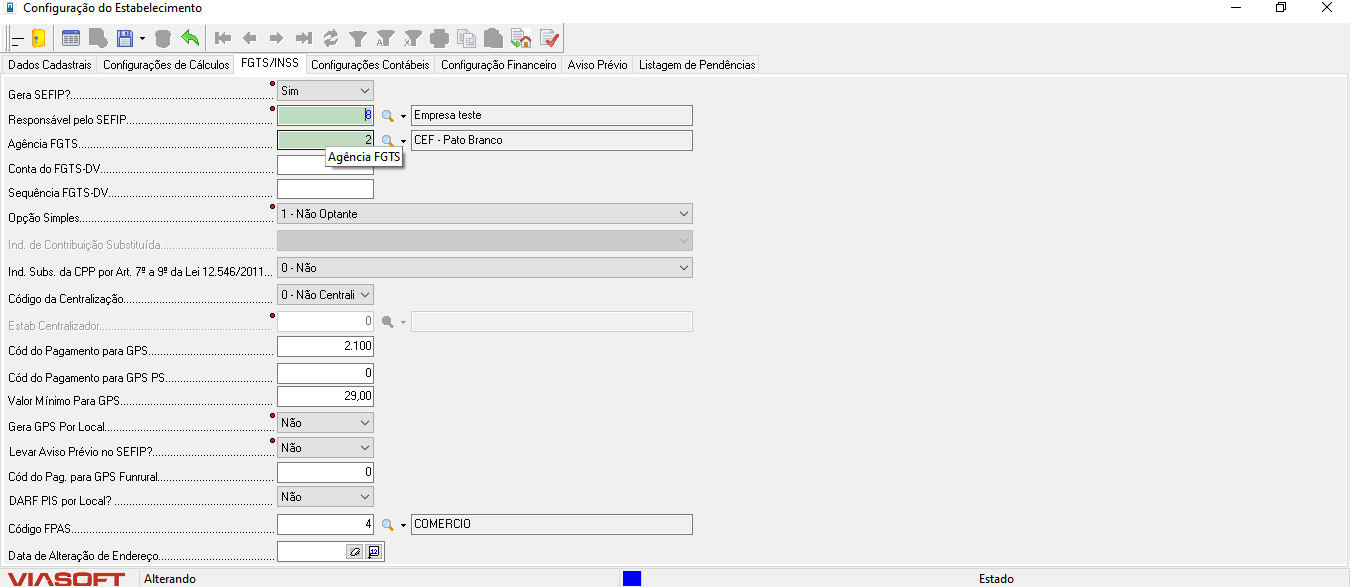 Configuração do Estabelecimento
Dados Cadastrais Configurações de Cálculos FGTS/INSS Configurações Contábeis Configuração Financeiro Aviso Prévio Listagem de Pendências
Gera SEFIP? Sim
Responsável pelo SEFIP 8 Empresa teste
Agência FGTS 2 CEF - Pato Branco
Agência FGTS
Conta do FGTS-DV
Sequência FGTS-DV
Opção Simples 1 - Não Optante
Ind. de Contribuição Substituída
Ind. Subs. da CPP por Art. 7º a 9º da Lei 12.546/2011... 0 - Não
Código da Centralização 0 - Não Centrali
Estab Centralizador 0
Cód do Pagamento para GPS 2.100
Cód do Pagamento para GPS PS 0
Valor Mínimo Para GPS 29,00
Gera GPS Por Local Não
Levar Aviso Prévio no SEFIP? Não
Cód do Pag. para GPS Funrural 0
DARF PIS por Local? Não
Código FPAS 4 COMERCIO
Data de Alteração de Endereço 12
VIASOFT Alterando Estado